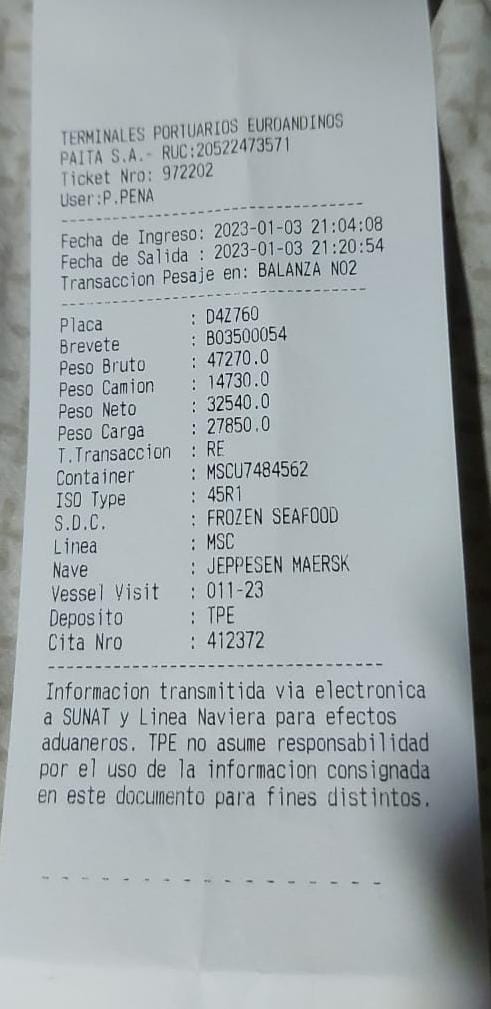 TERMINALES PORTUARIOS EUROANDINOS
PAITA S.A.- RUC:20522473571
Ticket Nro: 972202
User:P.PENA
Fecha de Ingreso: 2023-01-03 21:04:08
Fecha de Salida : 2023-01-03 21:20:54
Transaccion Pesaje en: BALANZA NO2
Placa : D4Z760
Brevete : B03500054
Peso Bruto : 47270.0
Peso Camion : 14730.0
Peso Neto : 32540.0
Peso Carga : 27850.0
T.Transaccion : RE
Container : MSCU7484562
ISO Type : 45R1
S.D.C. : FROZEN SEAFOOD
Linea : MSC
Nave : JEPPESEN MAERSK
Vessel Visit : 011-23
Deposito : TPE
Cita Nro : 412372
Informacion transmitida via electronica
a SUNAT y Linea Naviera para efectos
aduaneros. TPE no asume responsabilidad
por el uso de la informacion consignada
en este documento para fines distintos.